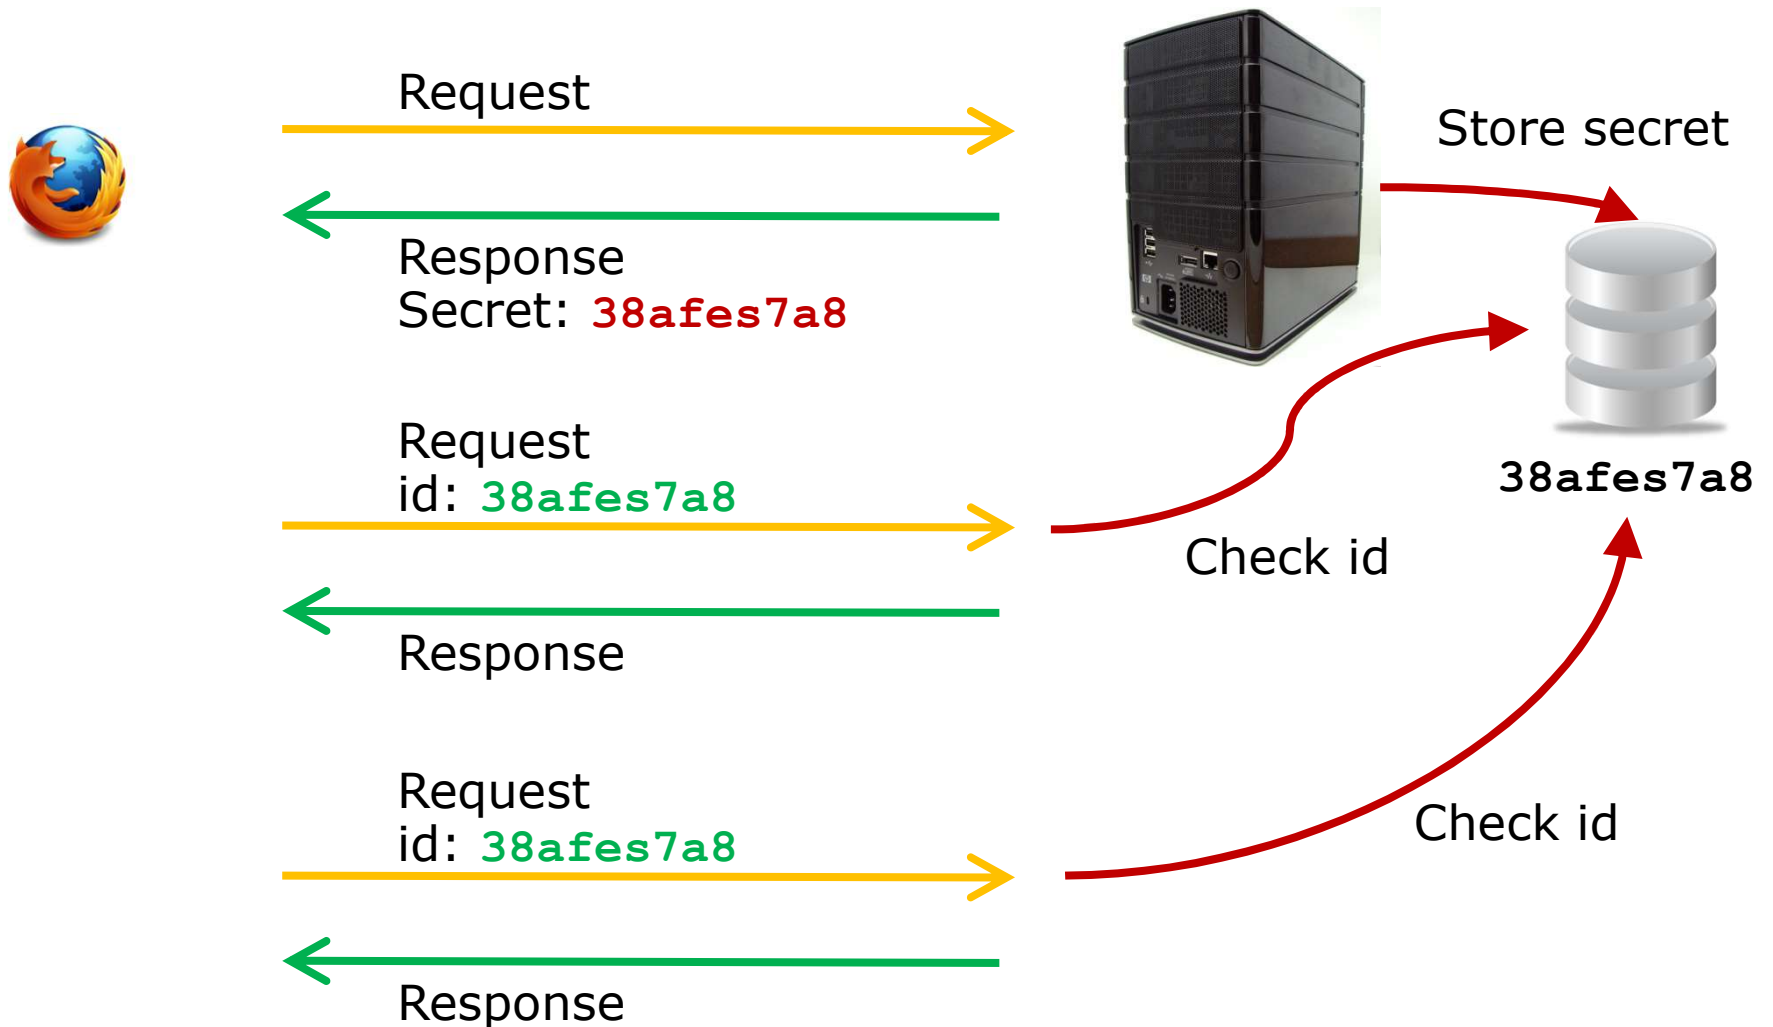 Request
Store secret
Response
Secret: 38afes7a8
Request
id: 38afes7a8
38afes7a8
Check id
Response
Request
id: 38afes7a8
Check id
Response